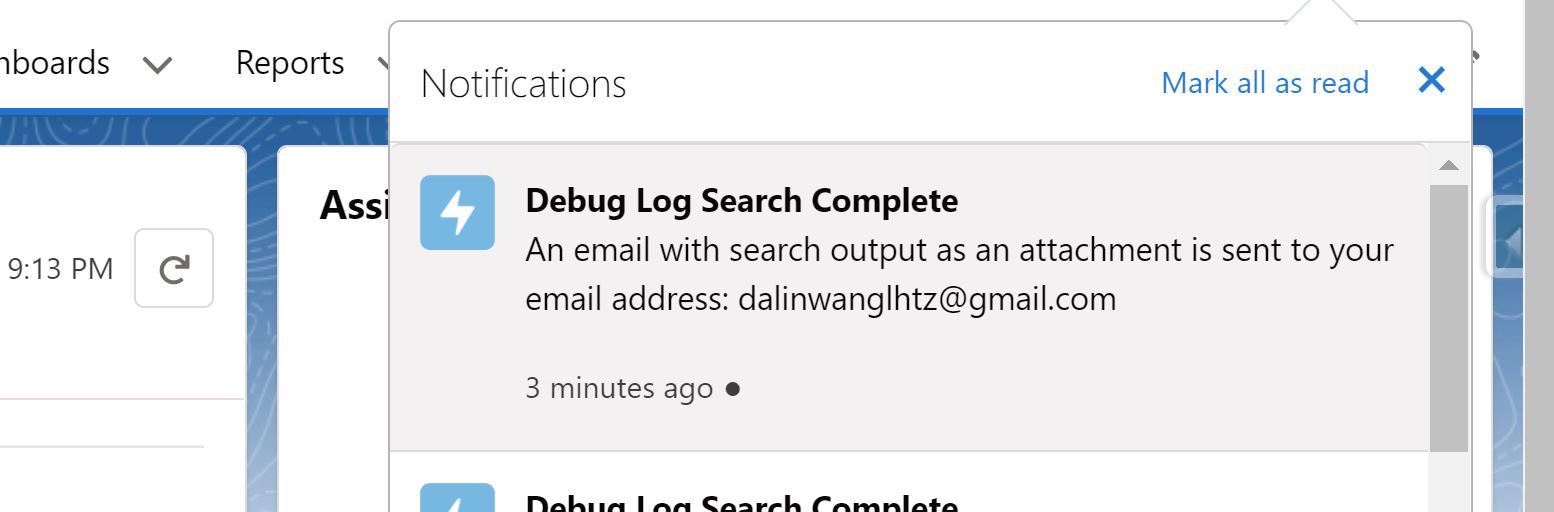 hboards Reports
Notifications Mark all as read
Assi
9:13 PM
Debug Log Search Complete
An email with search output as an attachment is sent to your
email address: dalinwanglhtz@gmail.com
3 minutes ago
Debug Log Search Complete